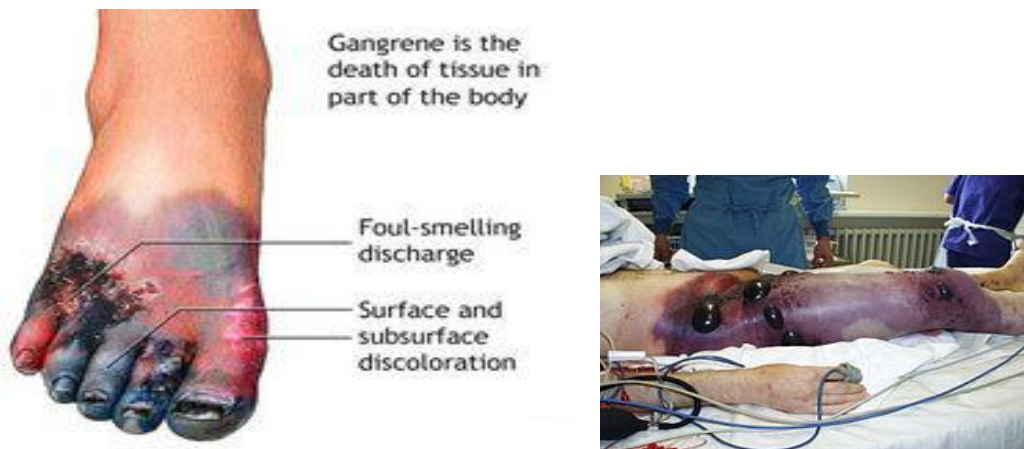 Gangrene is the
death of tissue in
part of the body
Foul-smelling
discharge
Surface and
subsurface
discoloration